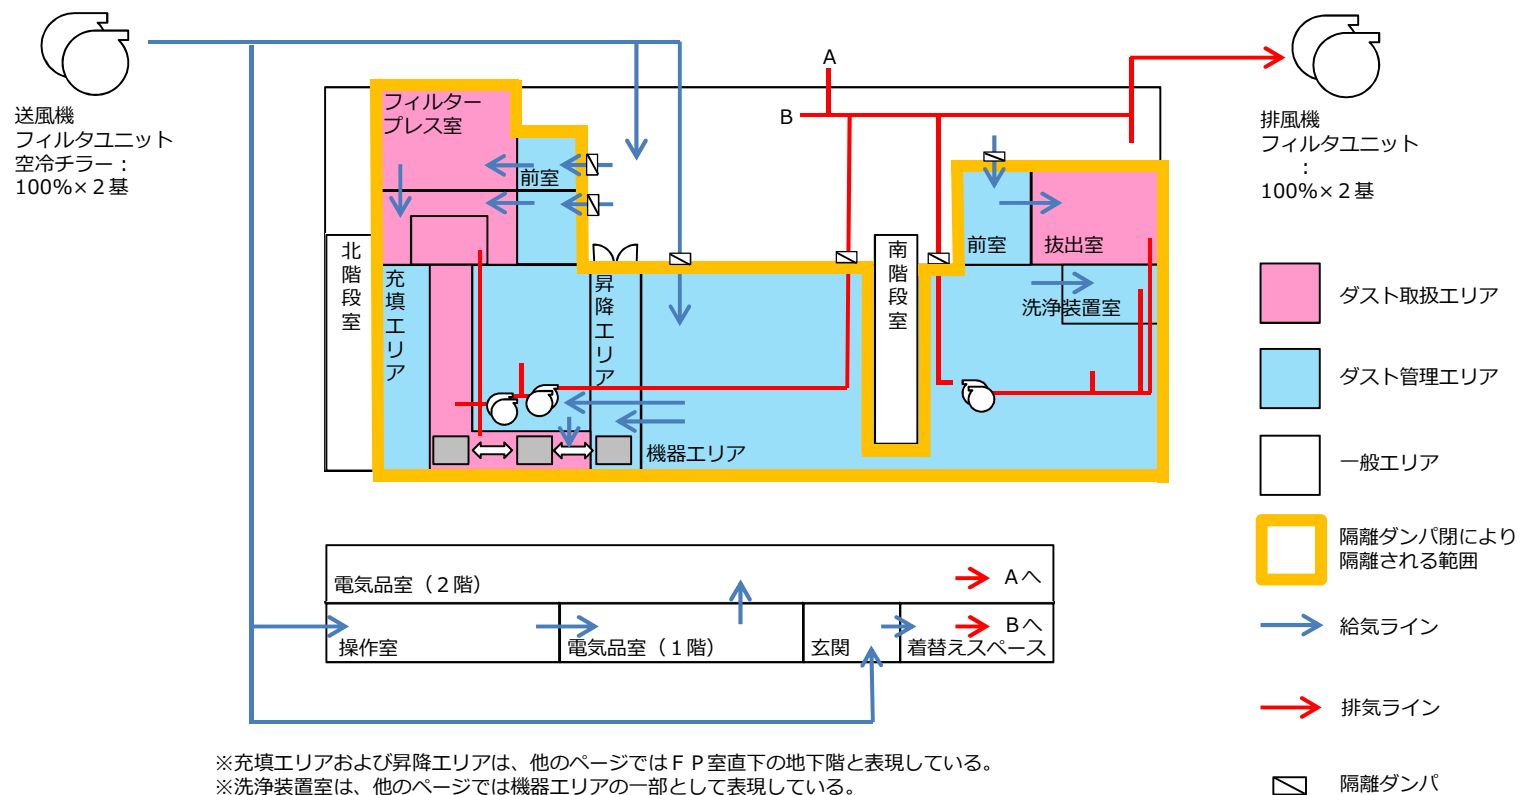 送風機
フィルタユニット
空冷チラー：
100%×２基
A
B
排風機
フィルタユニット
：
100%×２基
フィルター
プレス室
前室
北階段室
充填エリア
昇降エリア
機器エリア
南階段室
前室
抜出室
洗浄装置室
ダスト取扱エリア
ダスト管理エリア
一般エリア
隔離ダンパ閉により
隔離される範囲
給気ライン
排気ライン
隔離ダンパ
電気品室（２階）
Ａへ
操作室
電気品室（１階）
玄関
Ｂへ
着替えスペース
※充填エリアおよび昇降エリアは、他のページではＦＰ室直下の地下階と表現している。
※洗浄装置室は、他のページでは機器エリアの一部として表現している。